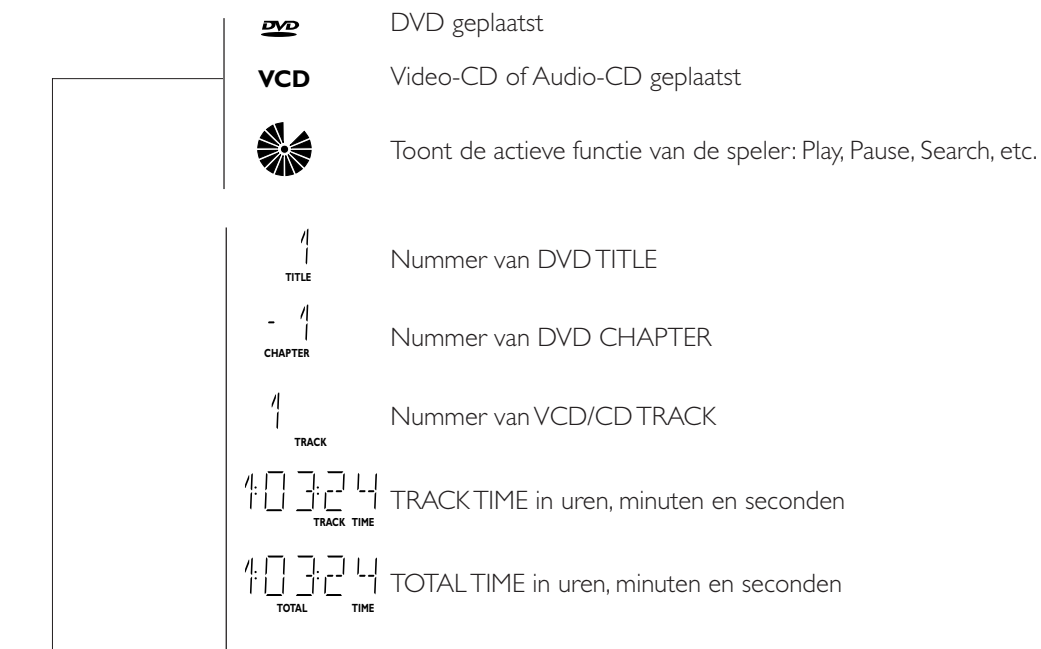 DVD DVD geplaatst
VCD Video-CD of Audio-CD geplaatst
Toont de actieve functie van de speler: Play, Pause, Search, etc.
1 Nummer van DVD TITLE
TITLE
- 1 Nummer van DVD CHAPTER
CHAPTER
1 Nummer van VCD/CD TRACK
TRACK
1:03:24 TRACK TIME in uren, minuten en seconden
TRACK TIME
1:03:24 TOTAL TIME in uren, minuten en seconden
TOTAL TIME